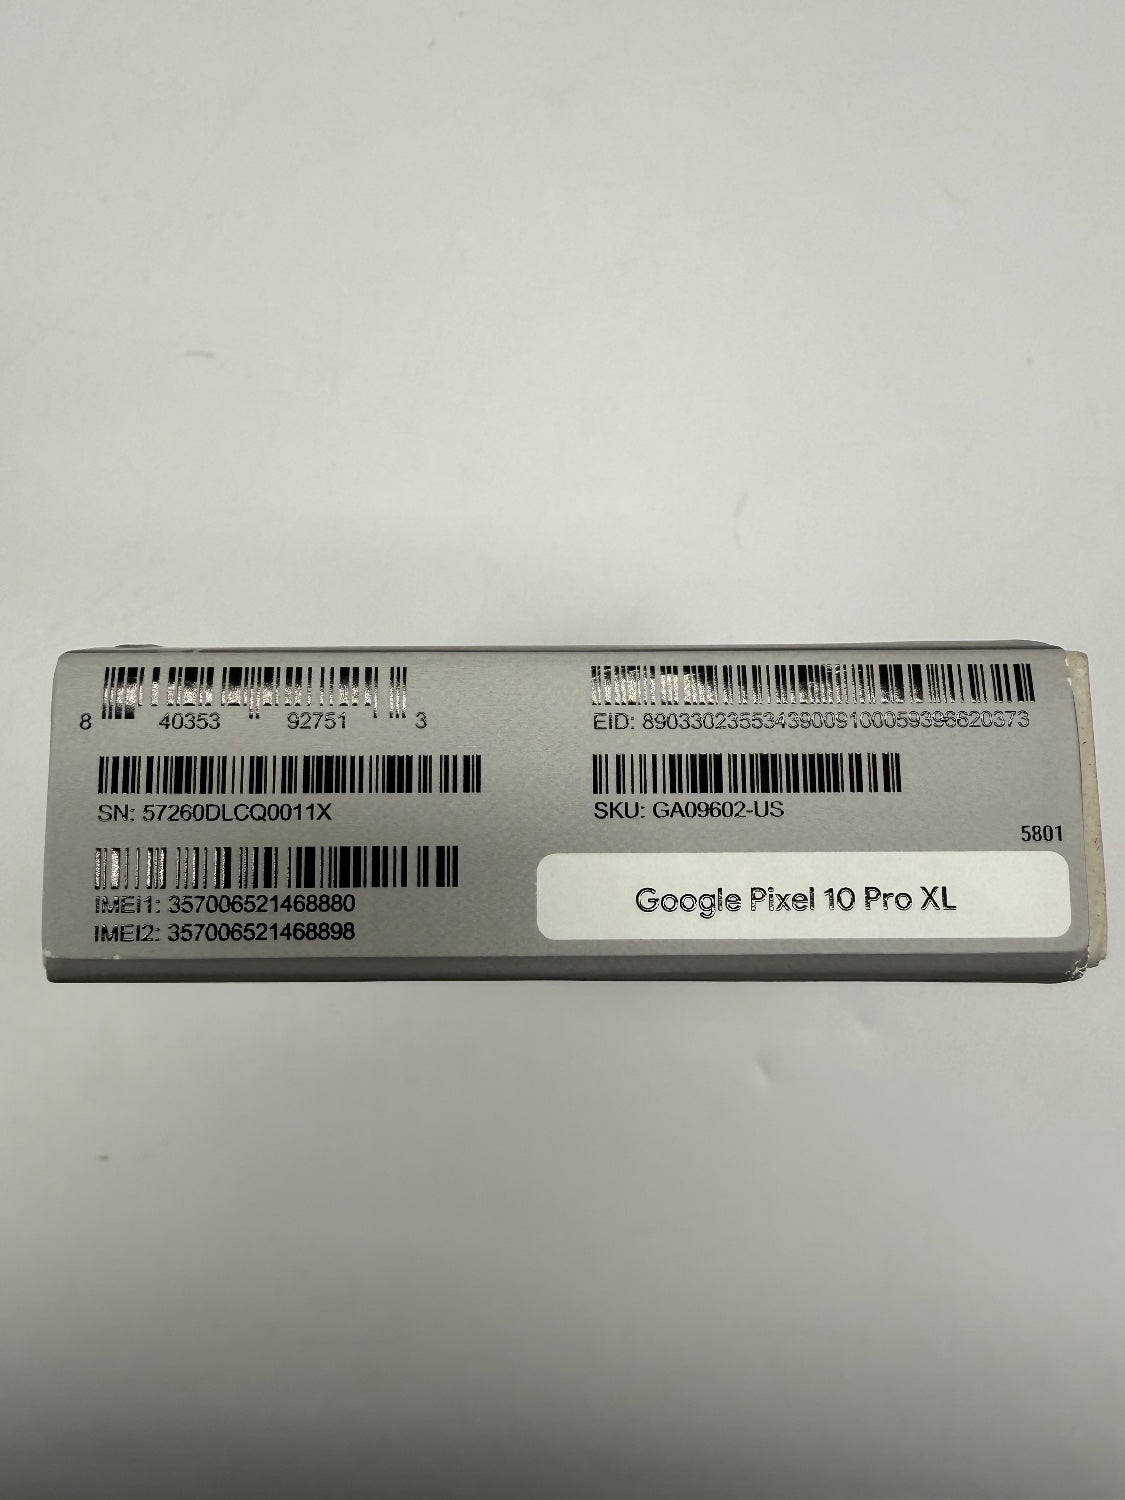 8 40353 92751 3
EID: 89033023553439009100059396620373
SN: 57260DLCQ0011X
SKU: GA09602-US
5801
IMEI1: 357006521468880
IMEI2: 357006521468898
Google Pixel 10 Pro XL